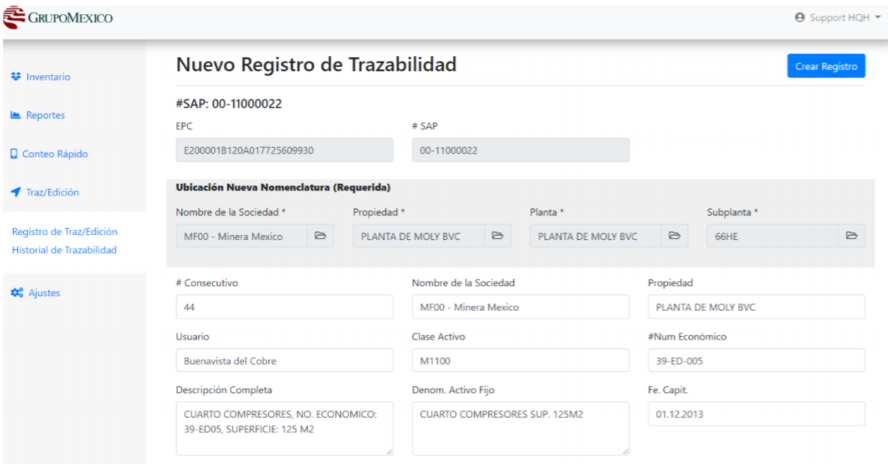 GRUPOMEXICO
Support HQH
Inventario
Reportes
Conteo Rápido
Traz/Edición
Registro de Traz/Edición
Historial de Trazabilidad
Ajustes
Nuevo Registro de Trazabilidad
Crear Registro
#SAP: 00-11000022
EPC
# SAP
E200001B120A017725609930
00-11000022
Ubicación Nueva Nomenclatura (Requerida)
Nombre de la Sociedad *
Propiedad *
Planta *
Subplanta *
MF00 - Minera Mexico
PLANTA DE MOLY BVC
PLANTA DE MOLY BVC
66HE
# Consecutivo
Nombre de la Sociedad
Propiedad
44
MF00 - Minera Mexico
PLANTA DE MOLY BVC
Usuario
Clase Activo
#Num Económico
Buenavista del Cobre
M1100
39-ED-005
Descripción Completa
Denom. Activo Fijo
Fe. Capit.
CUARTO COMPRESORES, NO. ECONOMICO:
39-ED05, SUPERFICIE: 125 M2
CUARTO COMPRESORES SUP. 125M2
01.12.2013